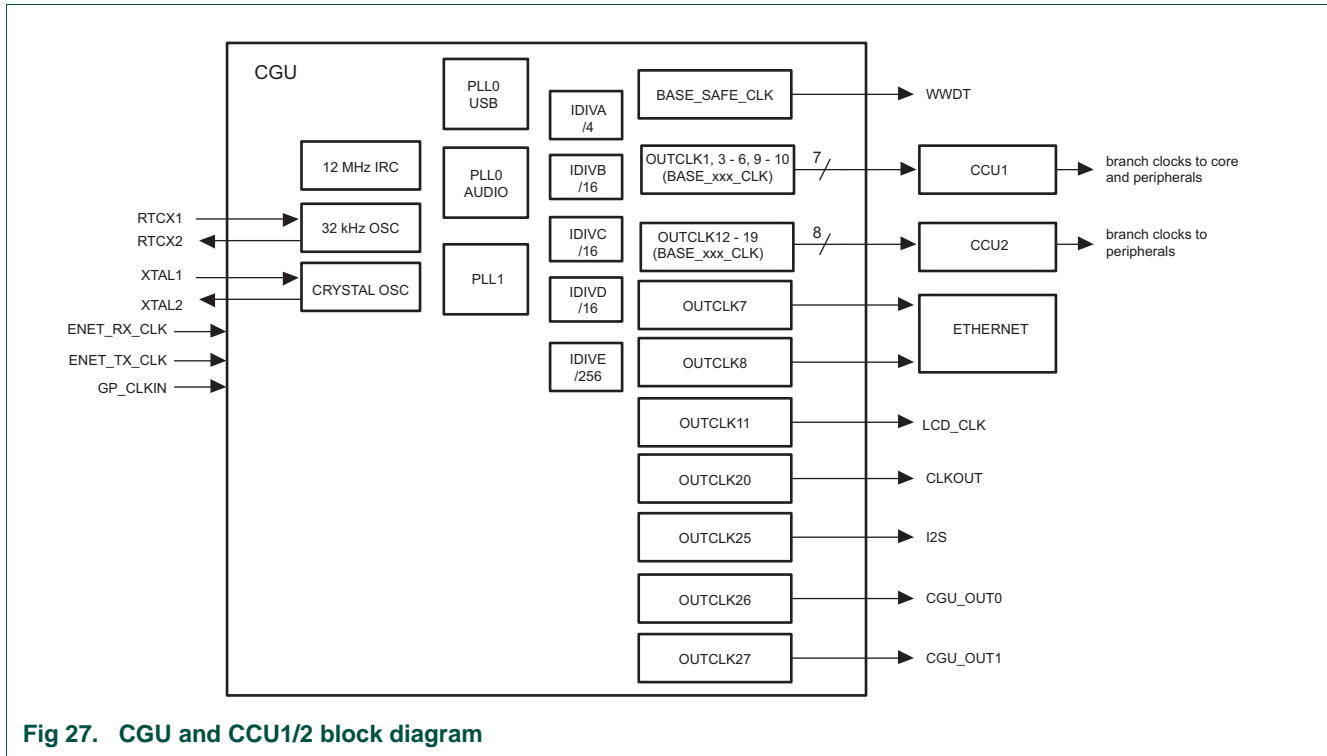 CGU
PLL0
USB
IDIVA
/4
BASE_SAFE_CLK
WWDT
12 MHz IRC
PLL0
AUDIO
IDIVB
/16
OUTCLK1, 3 - 6, 9 - 10
(BASE_xxx_CLK)
7
CCU1
branch clocks to core
and peripherals
RTCX1
RTCX2
32 kHz OSC
IDIVC
/16
OUTCLK12 - 19
(BASE_xxx_CLK)
8
CCU2
branch clocks to
peripherals
XTAL1
XTAL2
CRYSTAL OSC
PLL1
IDIVD
/16
OUTCLK7
ETHERNET
ENET_RX_CLK
ENET_TX_CLK
GP_CLKIN
IDIVE
/256
OUTCLK8
OUTCLK11
LCD_CLK
OUTCLK20
CLKOUT
OUTCLK25
I2S
OUTCLK26
CGU_OUT0
OUTCLK27
CGU_OUT1
Fig 27. CGU and CCU1/2 block diagram